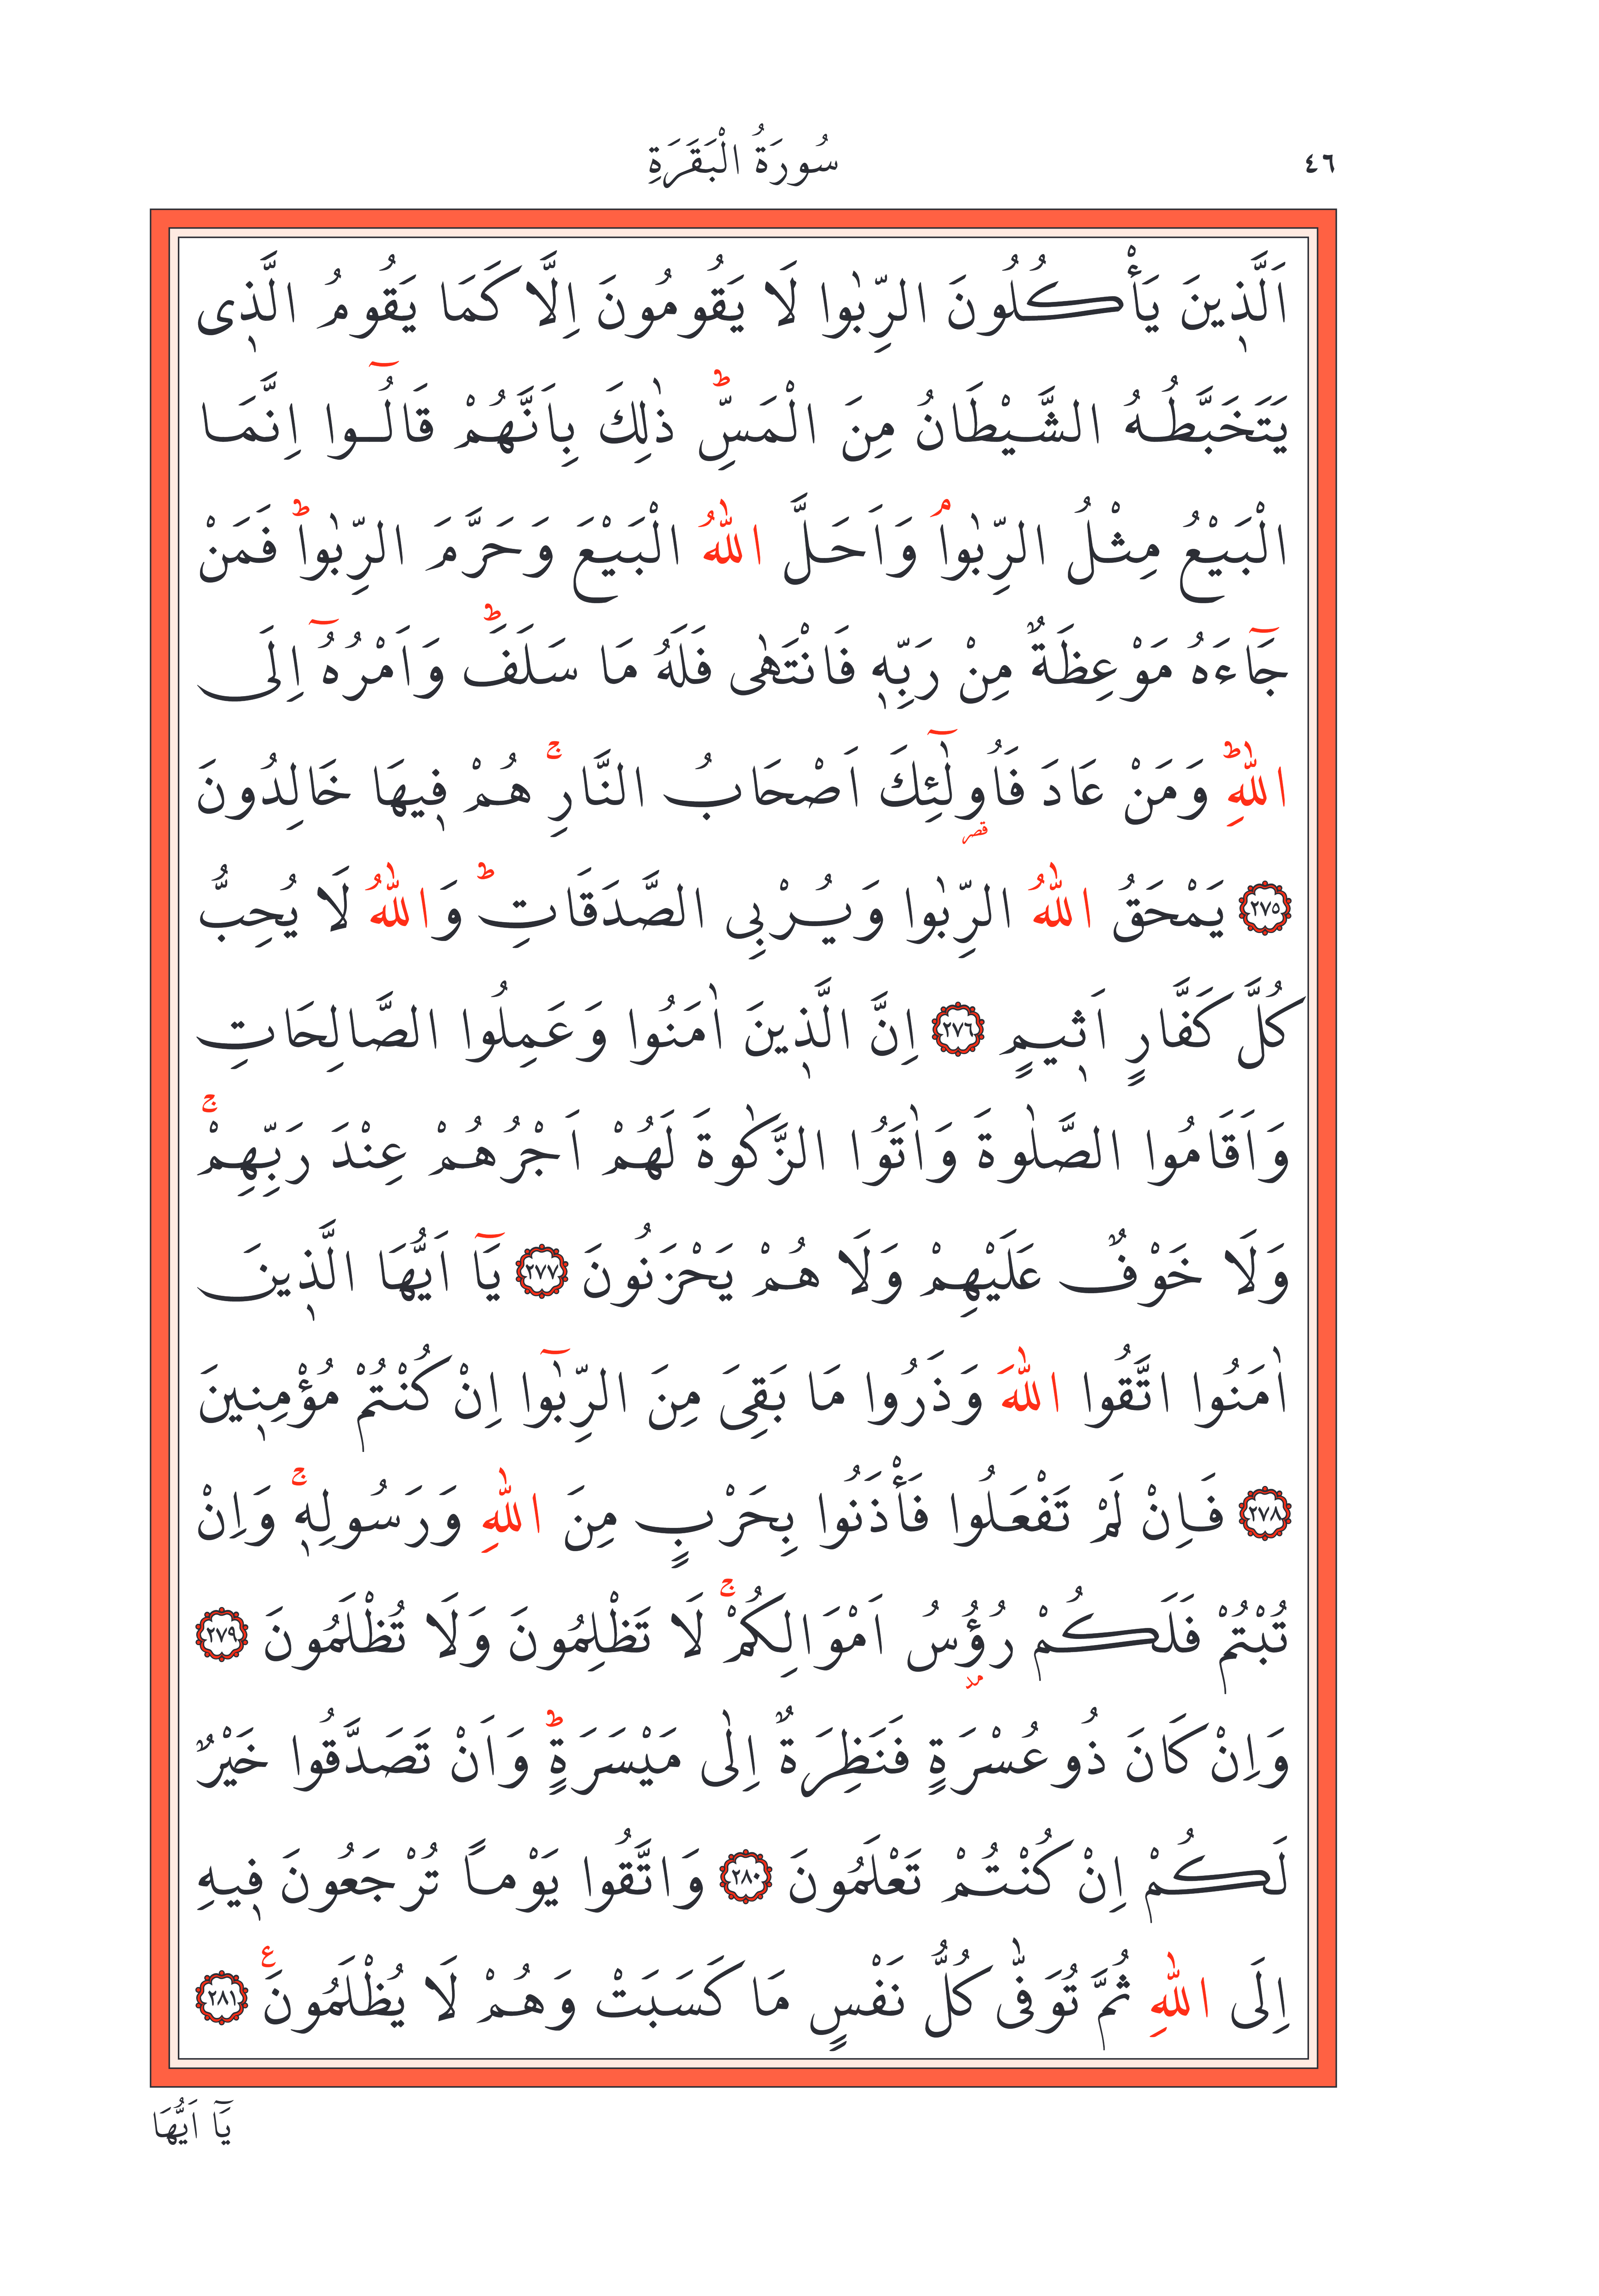 ٤٦
سُورَةُ الْبَقَرَةِ
اَلَّذ۪ينَ يَأْكُلُونَ الرِّبٰوا لَا يَقُومُونَ اِلَّا كَمَا يَقُومُ الَّذ۪ى
يَتَخَبَّطُهُ الشَّيْطَانُ مِنَ الْمَسِّۜ ذٰلِكَ بِاَنَّهُمْ قَالُٓوا اِنَّمَا
الْبَيْعُ مِثْلُ الرِّبٰواۢ وَاَحَلَّ اللّٰهُ الْبَيْعَ وَحَرَّمَ الرِّبٰواۜ فَمَنْ
جَٓاءَهُ مَوْعِظَةٌ مِنْ رَبِّه۪ فَانْتَهٰى فَلَهُ مَا سَلَفَۜ وَاَمْرُهُٓ اِلَى
اللّٰهِۜ وَمَنْ عَادَ فَاُولٰٓئِكَ اَصْحَابُ النَّارِۚ هُمْ ف۪يهَا خَالِدُونَ
قصر
﴿٢٧٥﴾ يَمْحَقُ اللّٰهُ الرِّبٰوا وَيُرْبِى الصَّدَقَاتِۜ وَاللّٰهُ لَا يُحِبُّ
كُلَّ كَفَّارٍ اَث۪يمٍ ﴿٢٧٦﴾ اِنَّ الَّذ۪ينَ اٰمَنُوا وَعَمِلُوا الصَّالِحَاتِ
وَاَقَامُوا الصَّلٰوةَ وَاٰتَوُا الزَّكٰوةَ لَهُمْ اَجْرُهُمْ عِنْدَ رَبِّهِمْۚ
وَلَا خَوْفٌ عَلَيْهِمْ وَلَا هُمْ يَحْزَنُونَ ﴿٢٧٧﴾ يَٓا اَيُّهَا الَّذ۪ينَ
اٰمَنُوا اتَّقُوا اللّٰهَ وَذَرُوا مَا بَقِىَ مِنَ الرِّبٰٓوا اِنْ كُنْتُمْ مُؤْمِن۪ينَ
﴿٢٧٨﴾ فَاِنْ لَمْ تَفْعَلُوا فَأْذَنُوا بِحَرْبٍ مِنَ اللّٰهِ وَرَسُولِه۪ۚ وَاِنْ
تُبْتُمْ فَلَكُمْ رُؤُسُ اَمْوَالِكُمْۚ لَا تَظْلِمُونَ وَلَا تُظْلَمُونَ ﴿٢٧٩﴾
مد
وَاِنْ كَانَ ذُو عُسْرَةٍ فَنَظِرَةٌ اِلٰى مَيْسَرَةٍۜ وَاَنْ تَصَدَّقُوا خَيْرٌ
لَكُمْ اِنْ كُنْتُمْ تَعْلَمُونَ ﴿٢٨٠﴾ وَاتَّقُوا يَوْماً تُرْجَعُونَ ف۪يهِ
اِلَى اللّٰهِ ثُمَّ تُوَفّٰى كُلُّ نَفْسٍ مَا كَسَبَتْ وَهُمْ لَا يُظْلَمُونَ ع ﴿٢٨١﴾
يَٓا اَيُّهَا